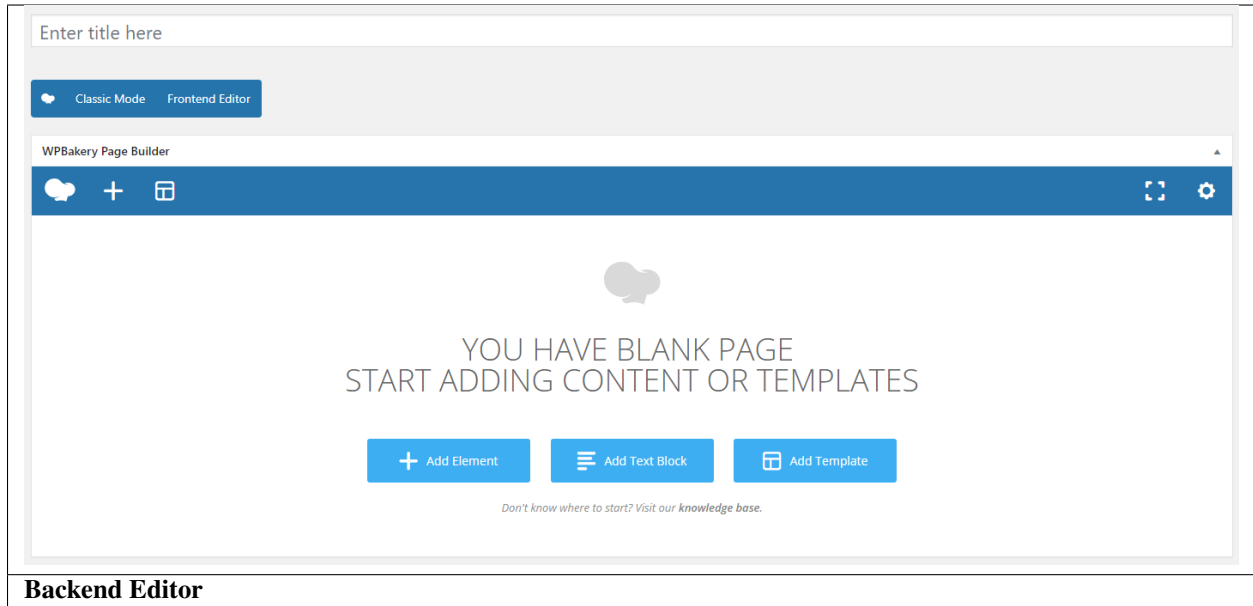 Enter title here
Classic Mode Frontend Editor
WPBakery Page Builder
YOU HAVE BLANK PAGE
START ADDING CONTENT OR TEMPLATES
Add Element Add Text Block Add Template
Don't know where to start? Visit our knowledge base.
Backend Editor